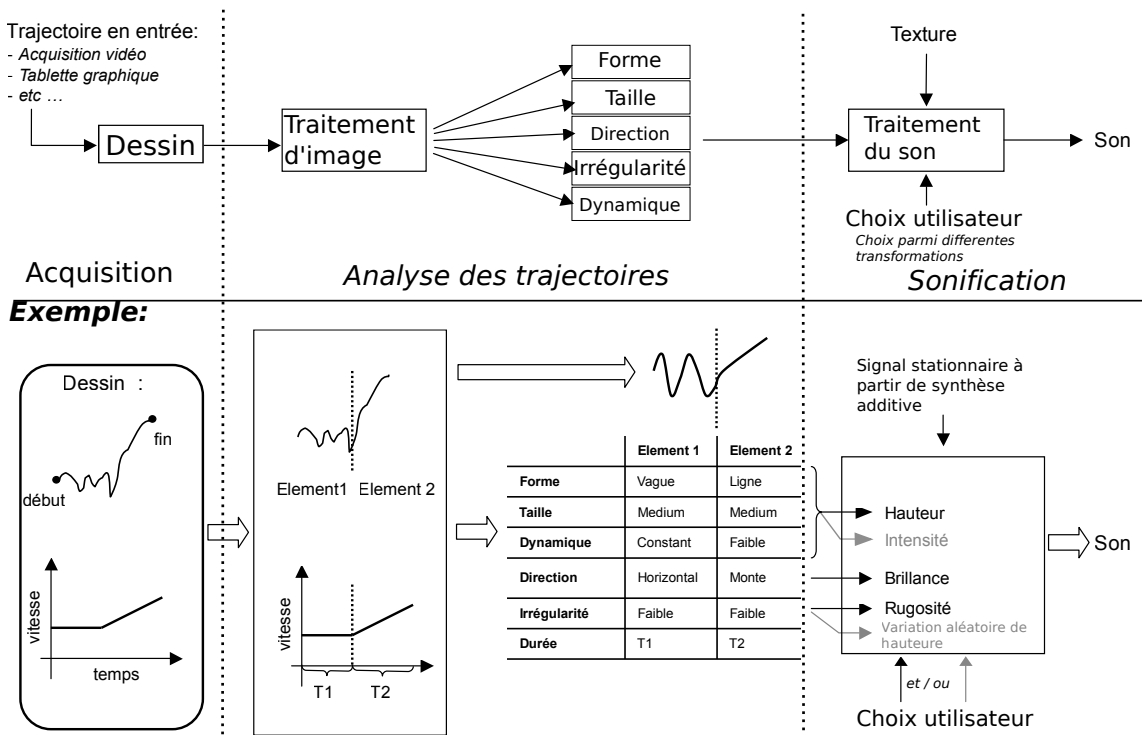 Trajectoire en entrée:
- Acquisition vidéo
- Tablette graphique
- etc ...
Dessin
Traitement
d'image
Forme
Taille
Direction
Irrégularité
Dynamique
Texture
Traitement
du son
Son
Choix utilisateur
Choix parmi differentes
transformations
Acquisition
Analyse des trajectoires
Sonification
Exemple:
Dessin :
fin
début
vitesse
temps
Element1 Element 2
vitesse
T1 T2
Element 1 Element 2
Forme Vague Ligne
Taille Medium Medium
Dynamique Constant Faible
Direction Horizontal Monte
Irrégularité Faible Faible
Durée T1 T2
Signal stationnaire à
partir de synthèse
additive
Hauteur
Intensité
Brillance
Rugosité
Variation aléatoire de
hauteure
Son
et / ou
Choix utilisateur